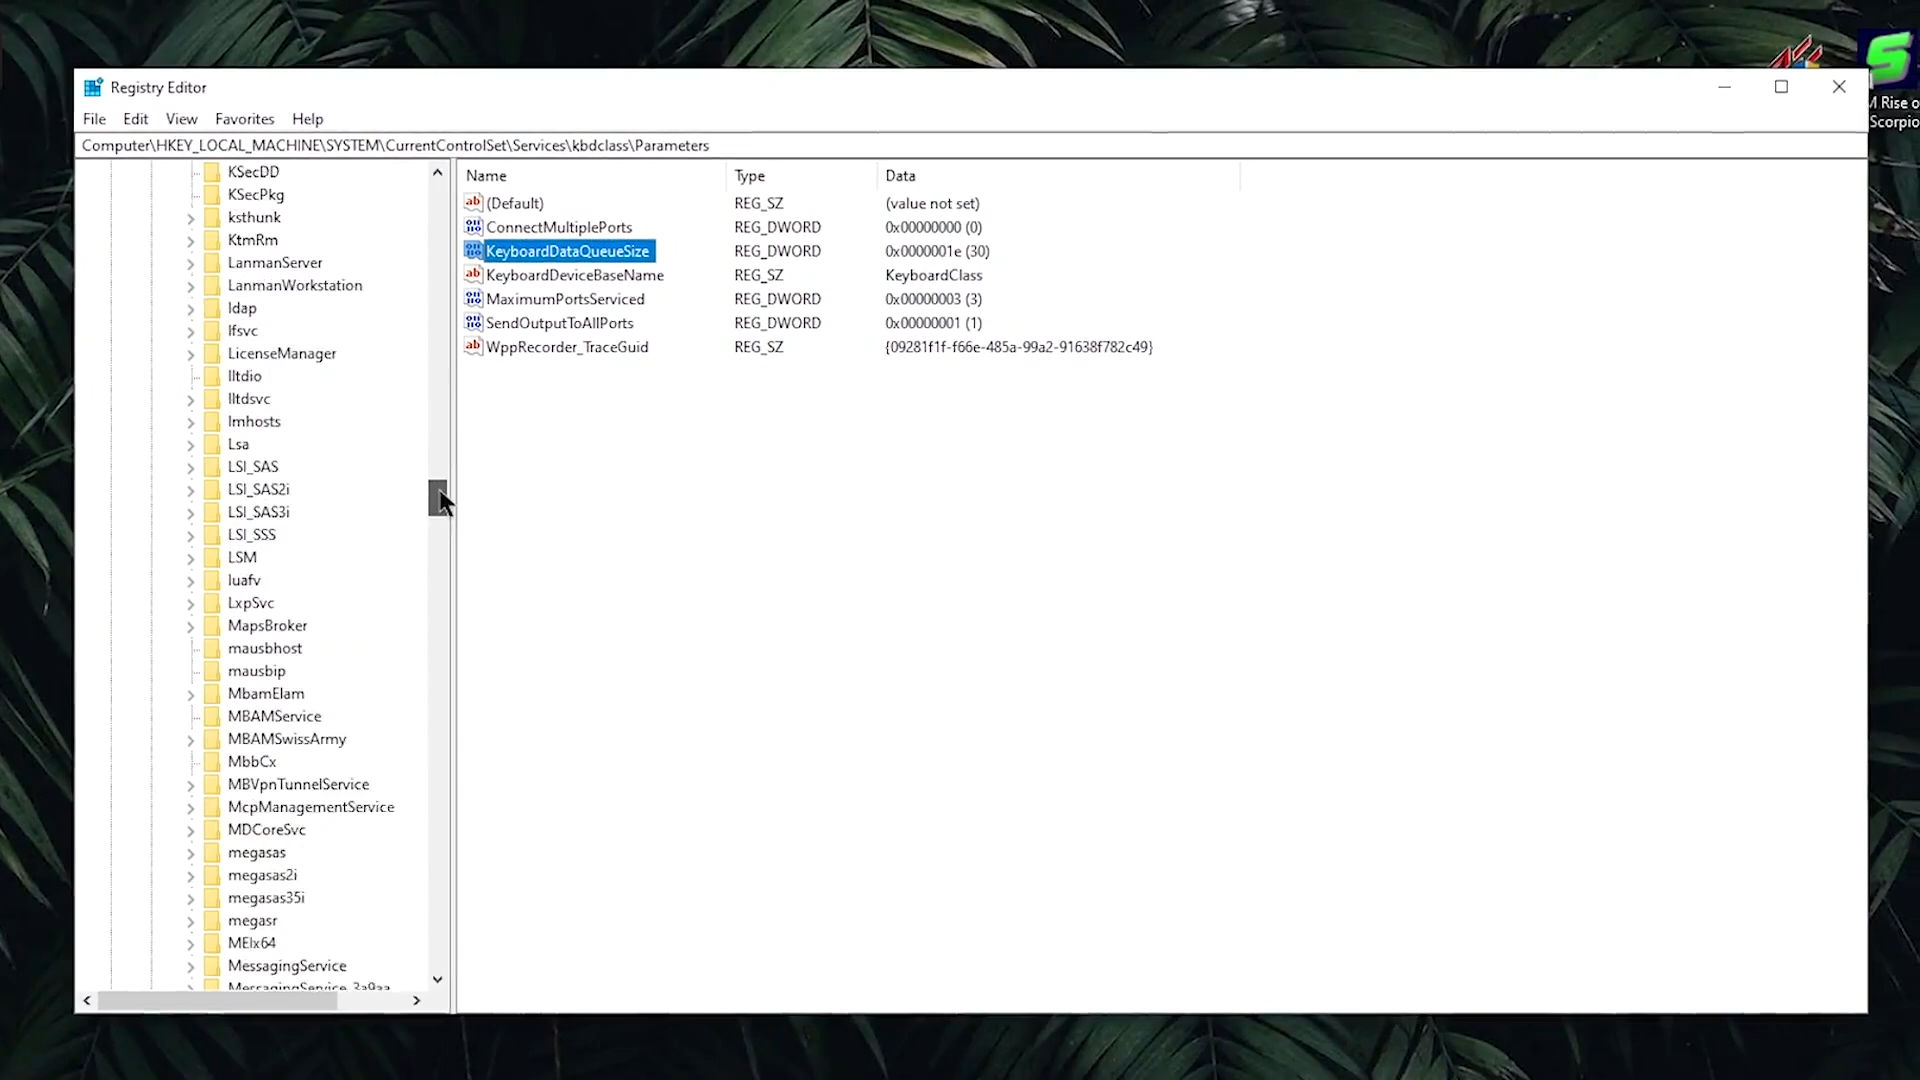 Registry Editor
File Edit View Favorites Help
Computer\HKEY_LOCAL_MACHINE\SYSTEM\CurrentControlSet\Services\kbdclass\Parameters
KSecDD
KSecPkg
ksthunk
KtmRm
LanmanServer
LanmanWorkstation
ldap
lfsvc
LicenseManager
lltdio
lltdsvc
lmhosts
Lsa
LSI_SAS
LSI_SAS2i
LSI_SAS3i
LSI_SSS
LSM
luafv
LxpSvc
MapsBroker
mausbhost
mausbip
MbamElam
MBAMService
MBAMSwissArmy
MbbCx
MBVpnTunnelService
McpManagementService
MDCoreSvc
megasas
megasas2i
megasas35i
megasr
MEIx64
MessagingService
MessagingService_3a9aa
Name Type Data
(Default) REG_SZ (value not set)
ConnectMultiplePorts REG_DWORD 0x00000000 (0)
KeyboardDataQueueSize REG_DWORD 0x0000001e (30)
KeyboardDeviceBaseName REG_SZ KeyboardClass
MaximumPortsServiced REG_DWORD 0x00000003 (3)
SendOutputToAllPorts REG_DWORD 0x00000001 (1)
WppRecorder_TraceGuid REG_SZ {09281f1f-f66e-485a-99a2-91638f782c49}
Rise
Scorpio